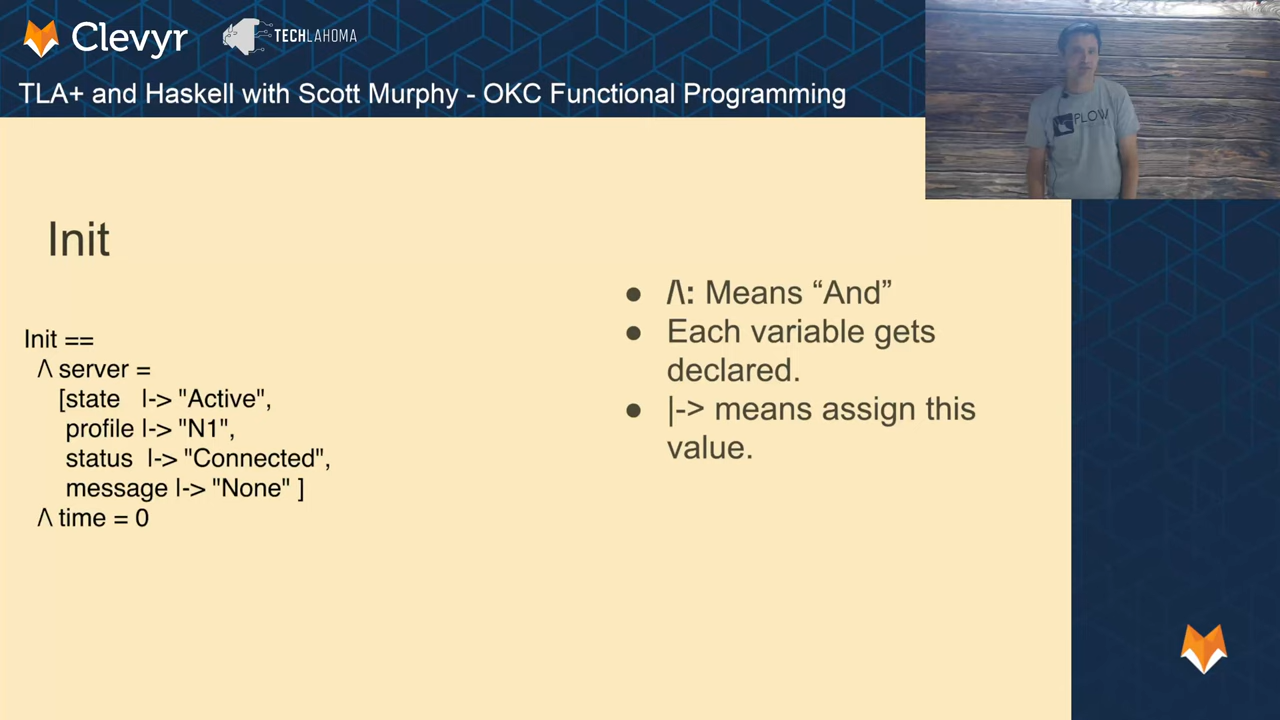 Clevyr
TECHLAHOMA
TLA+ and Haskell with Scott Murphy - OKC Functional Programming
PLOW
Init
Init ==
/\ server =
[state |-> "Active",
profile |-> "N1",
status |-> "Connected",
message |-> "None" ]
/\ time = 0
● /\: Means “And”
● Each variable gets
declared.
● |-> means assign this
value.